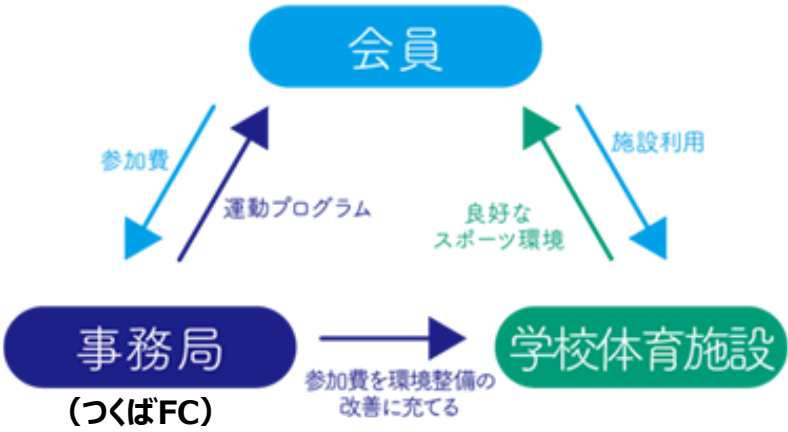 会員
参加費
運動プログラム
施設利用
良好な
スポーツ環境
事務局
(つくばFC)
参加費を環境整備の
改善に充てる
学校体育施設